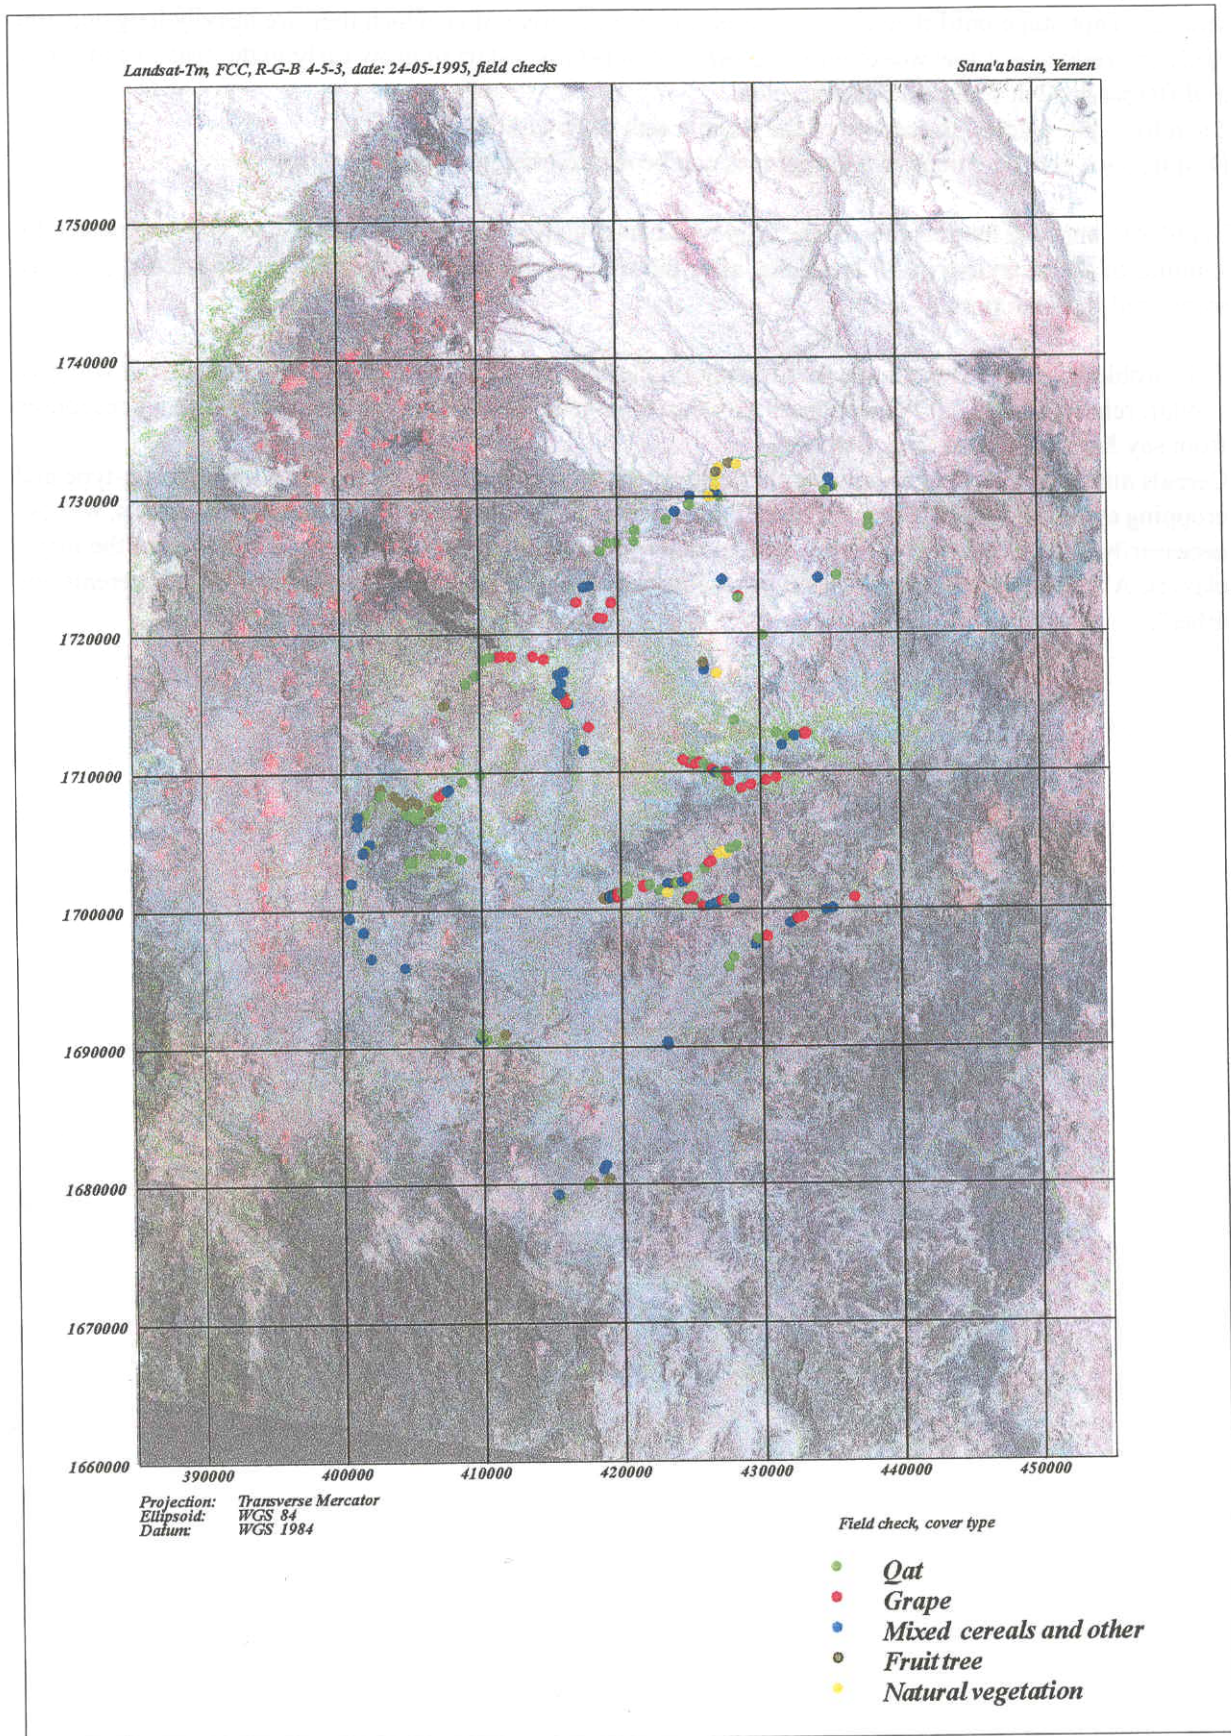 Landsat-Tm, FCC, R-G-B 4-5-3, date: 24-05-1995, field checks
Sana'a basin, Yemen
1750000
1740000
1730000
1720000
1710000
1700000
1690000
1680000
1670000
1660000
390000 400000 410000 420000 430000 440000 450000
Projection: Transverse Mercator
Ellipsoid: WGS 84
Datum: WGS 1984
Field check, cover type
Qat
Grape
Mixed cereals and other
Fruit tree
Natural vegetation